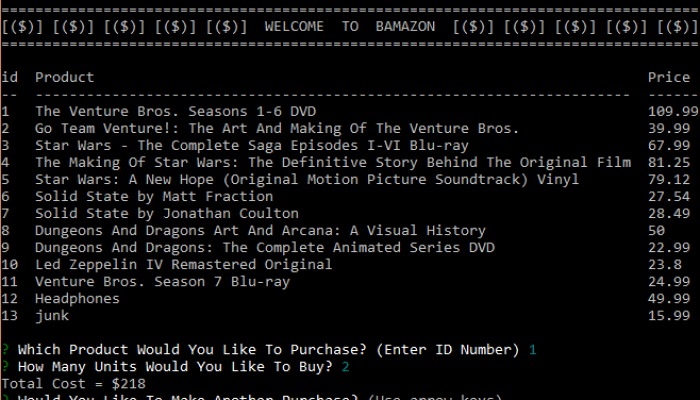 [($)] [($)] [($)] [($)] [($)] WELCOME TO BAMAZON [($)] [($)] [($)] [($)] [($)]
id Product Price
-- ---------------------------------------------------------------------- ------
1 The Venture Bros. Seasons 1-6 DVD 109.99
2 Go Team Venture!: The Art And Making Of The Venture Bros. 39.99
3 Star Wars - The Complete Saga Episodes I-VI Blu-ray 67.99
4 The Making Of Star Wars: The Definitive Story Behind The Original Film 81.25
5 Star Wars: A New Hope (Original Motion Picture Soundtrack) Vinyl 79.12
6 Solid State by Matt Fraction 27.54
7 Solid State by Jonathan Coulton 28.49
8 Dungeons And Dragons Art And Arcana: A Visual History 50
9 Dungeons And Dragons: The Complete Animated Series DVD 22.99
10 Led Zeppelin IV Remastered Original 23.8
11 Venture Bros. Season 7 Blu-ray 24.99
12 Headphones 49.99
13 junk 15.99
? Which Product Would You Like To Purchase? (Enter ID Number) 1
? How Many Units Would You Like To Buy? 2
Total Cost = $218
? Would You Like To Make Another Purchase? (Use arrow keys)